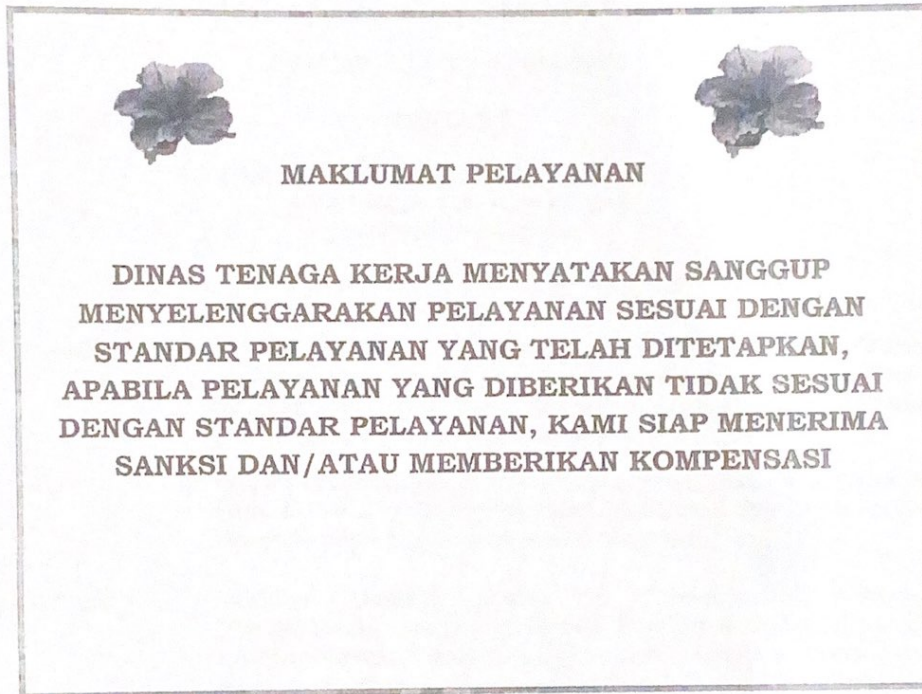 MAKLUMAT PELAYANAN
DINAS TENAGA KERJA MENYATAKAN SANGGUP
MENYELENGGARAKAN PELAYANAN SESUAI DENGAN
STANDAR PELAYANAN YANG TELAH DITETAPKAN,
APABILA PELAYANAN YANG DIBERIKAN TIDAK SESUAI
DENGAN STANDAR PELAYANAN, KAMI SIAP MENERIMA
SANKSI DAN/ATAU MEMBERIKAN KOMPENSASI